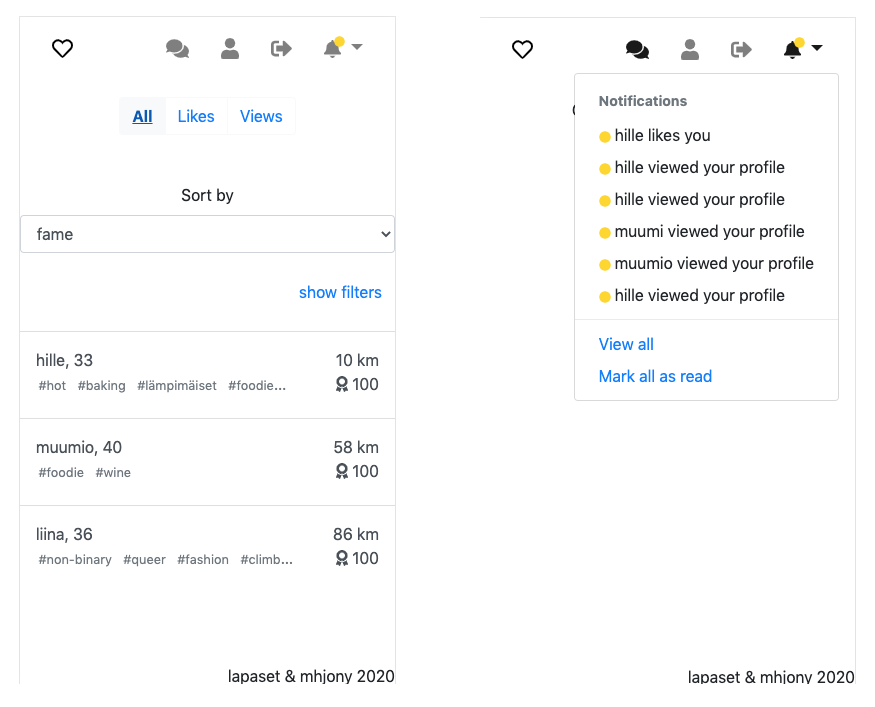 All Likes Views
Sort by
fame
show filters
hille, 33 10 km
#hot #baking #lämpimäiset #foodie... 100
muumio, 40 58 km
#foodie #wine 100
liina, 36 86 km
#non-binary #queer #fashion #climb... 100
lapaset & mhjony 2020
Notifications
hille likes you
hille viewed your profile
hille viewed your profile
muumi viewed your profile
muumio viewed your profile
hille viewed your profile
View all
Mark all as read
lapaset & mhjony 2020